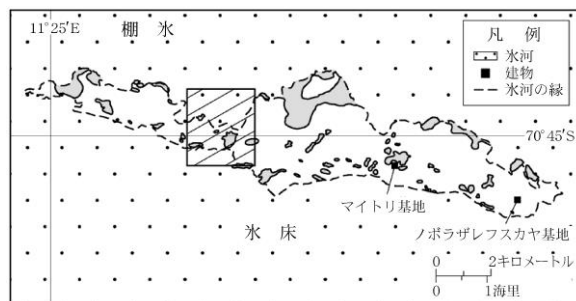 11°25′E
棚氷
凡例
氷河
建物
氷河の縁
70°45′S
マイトリ基地
ノボラザレフスカヤ基地
氷床
0 2キロメートル
0 1海里